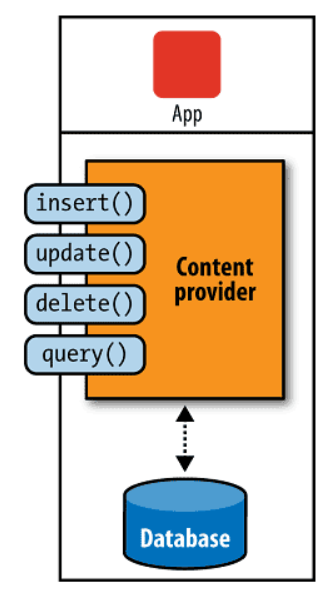 App
insert()
update()
delete()
query()
Content
provider
Database